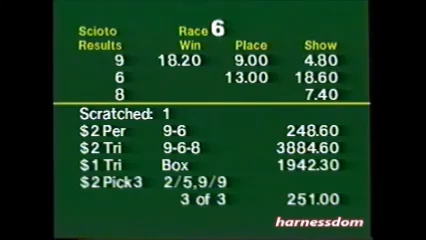 Scioto Race 6
Results Win Place Show
9 18.20 9.00 4.80
6 13.00 18.60
8 7.40
Scratched: 1
$2 Per 9-6 248.60
$2 Tri 9-6-8 3884.60
$1 Tri Box 1942.30
$2 Pick3 2/5,9/9
3 of 3 251.00
harnessdom